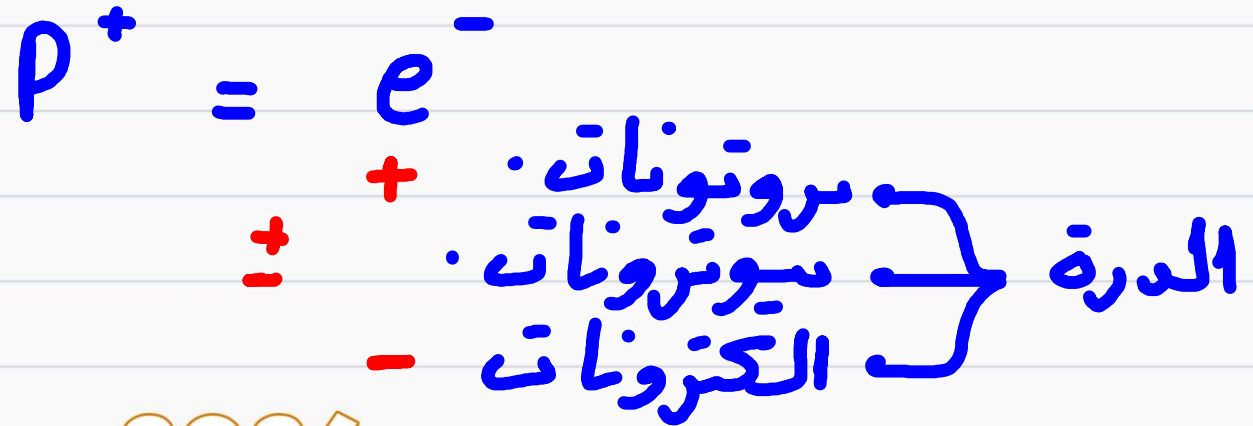 P⁺ = e⁻
الذرة
بروتونات. +
نيوترونات. ±
الكترونات -